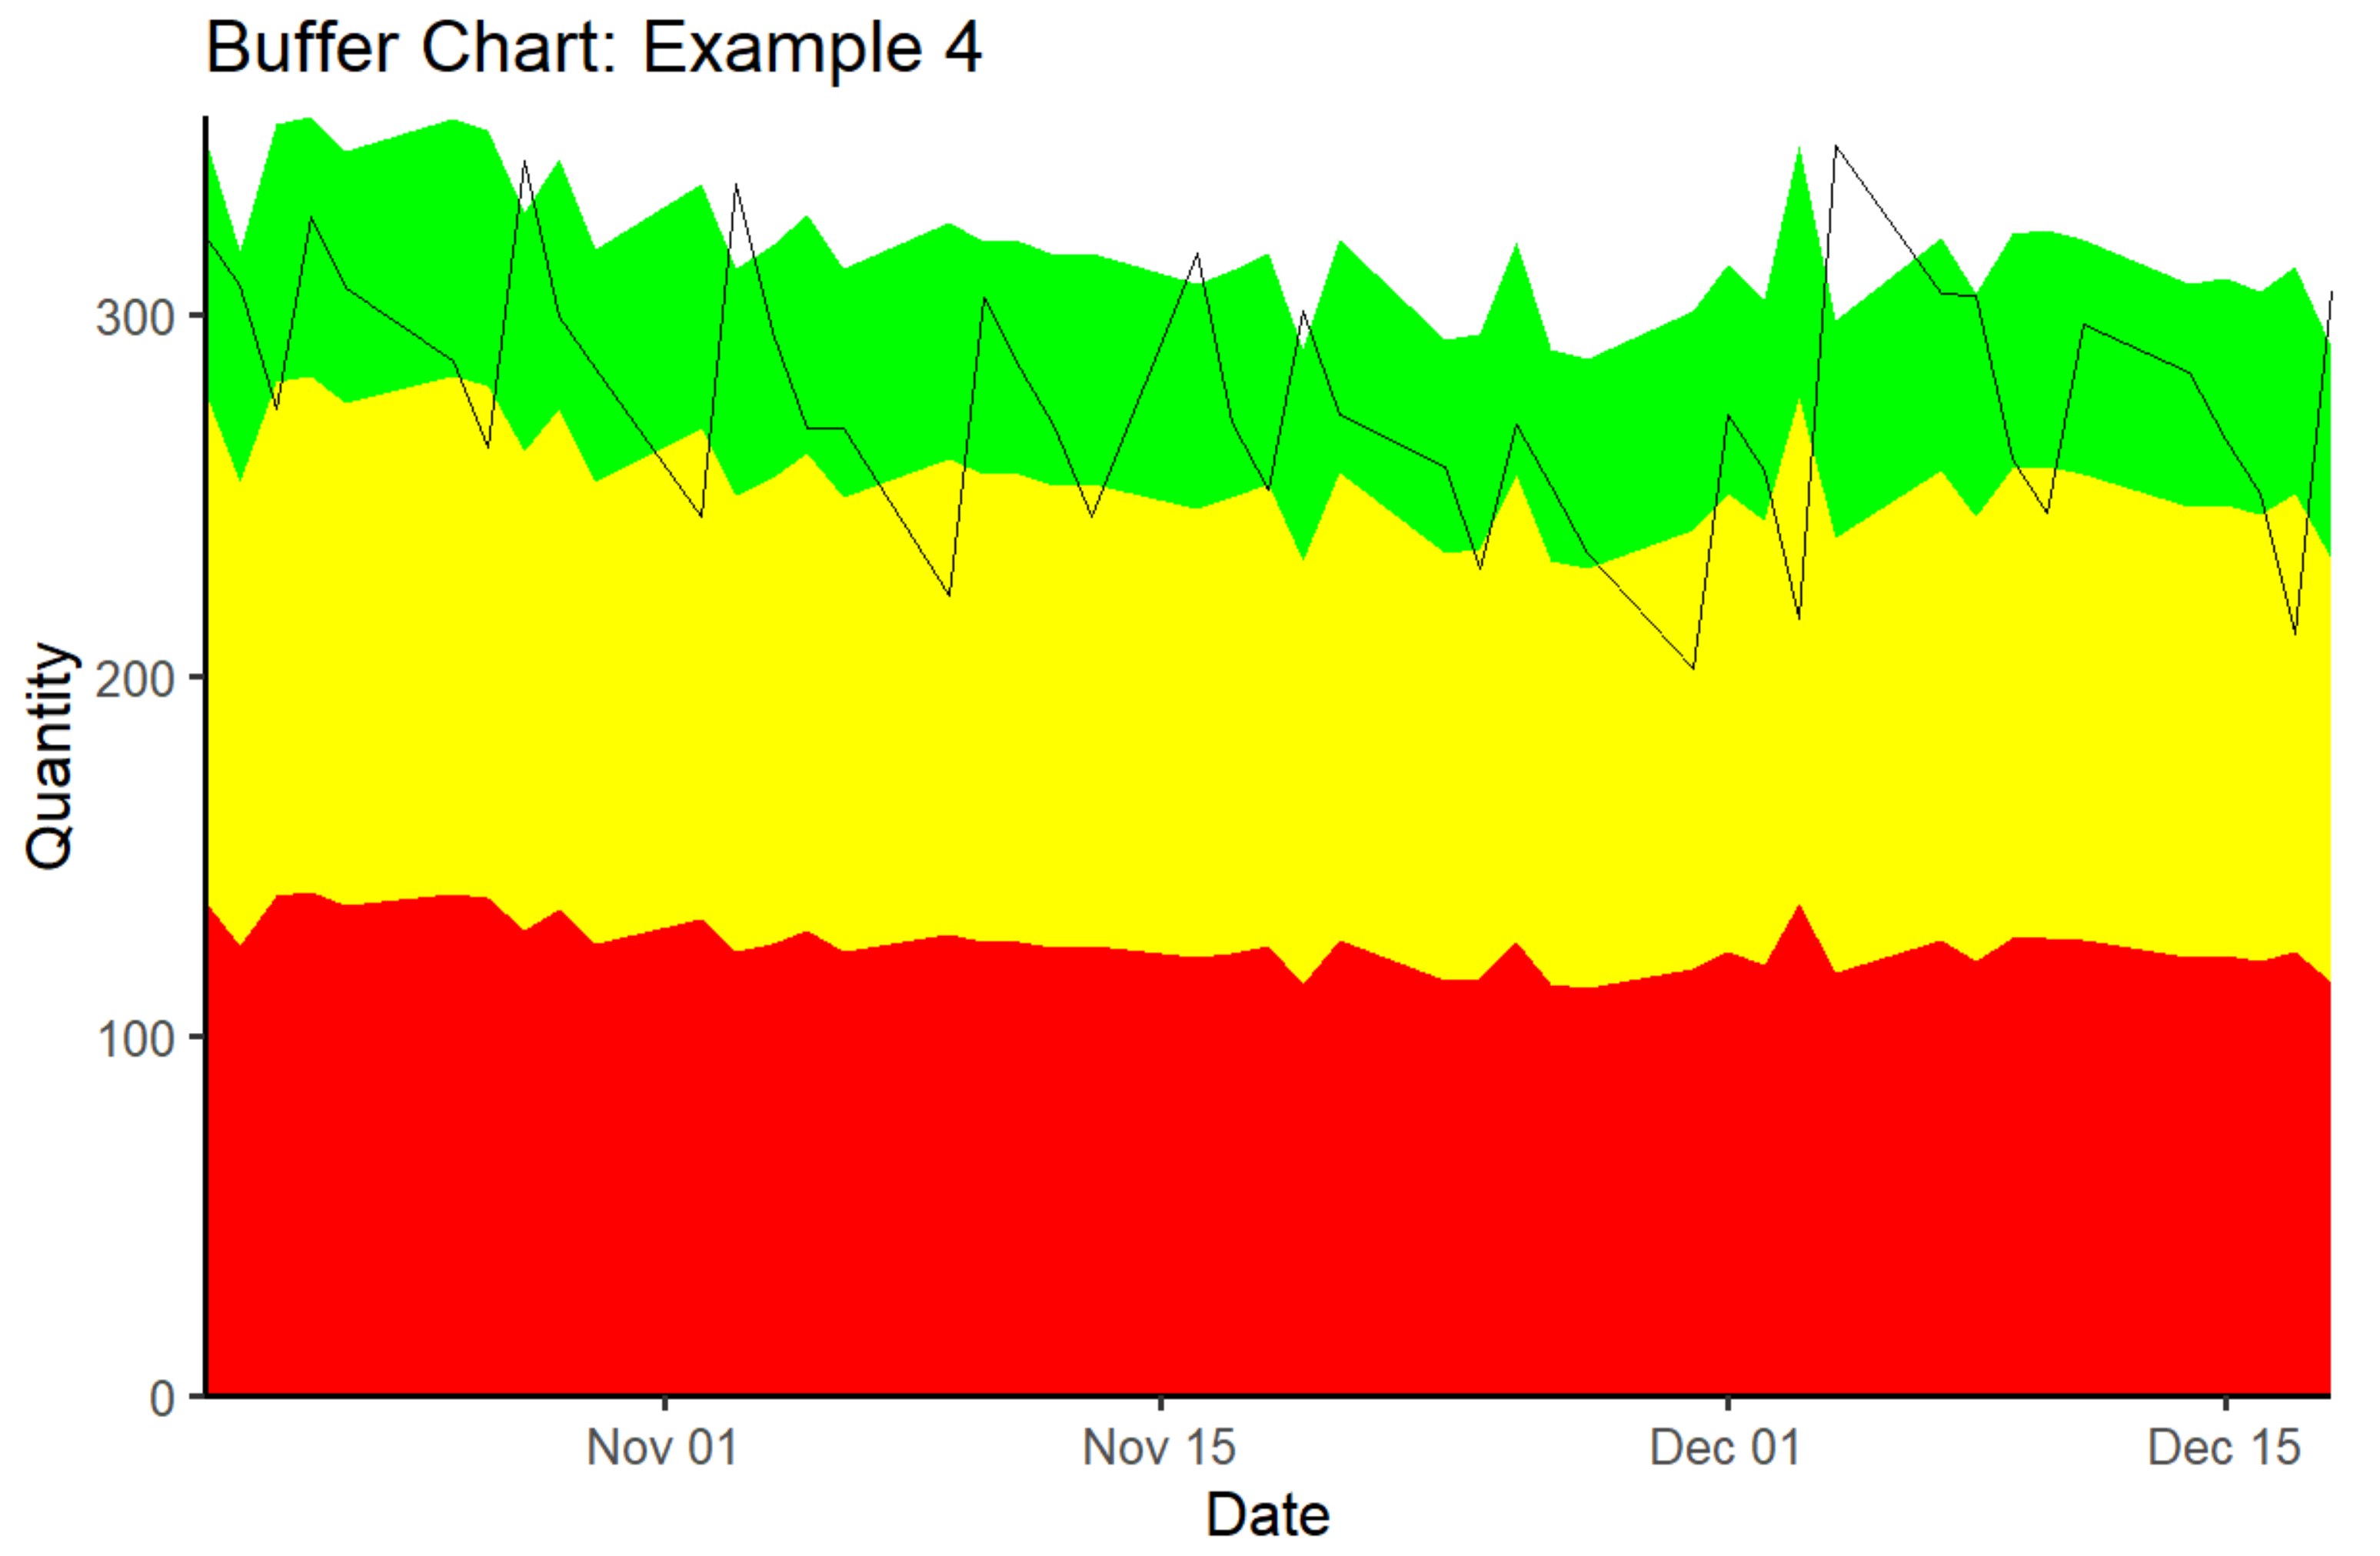 Buffer Chart: Example 4
Quantity
300
200
100
0
Nov 01
Nov 15
Dec 01
Dec 15
Date